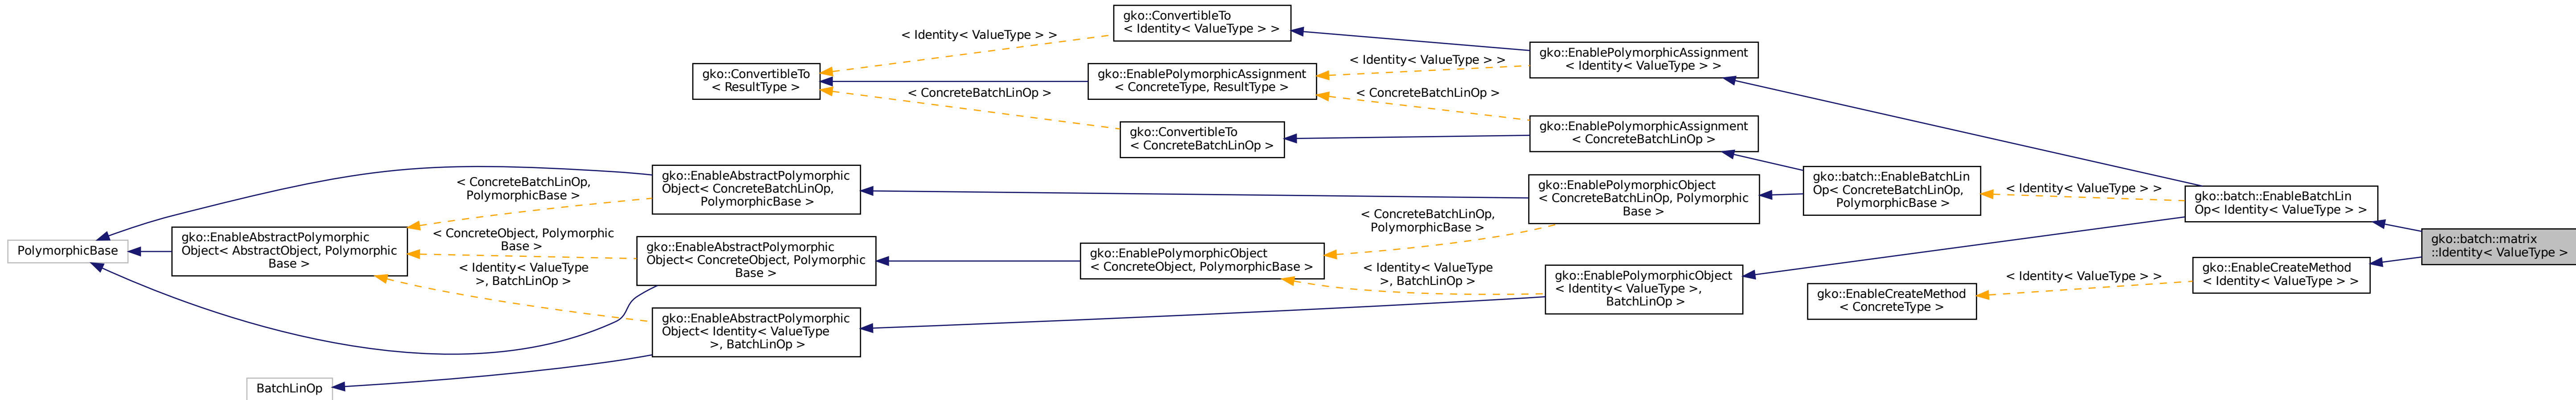 gko::ConvertibleTo
< Identity< ValueType > >
< Identity< ValueType > >
gko::EnablePolymorphicAssignment
< Identity< ValueType > >
< Identity< ValueType > >
gko::ConvertibleTo
< ResultType >
gko::EnablePolymorphicAssignment
< ConcreteType, ResultType >
< ConcreteBatchLinOp >
< ConcreteBatchLinOp >
gko::ConvertibleTo
< ConcreteBatchLinOp >
gko::EnablePolymorphicAssignment
< ConcreteBatchLinOp >
gko::EnableAbstractPolymorphic
Object< ConcreteBatchLinOp,
PolymorphicBase >
< ConcreteBatchLinOp,
PolymorphicBase >
gko::EnablePolymorphicObject
< ConcreteBatchLinOp, Polymorphic
Base >
gko::batch::EnableBatchLin
Op< ConcreteBatchLinOp,
PolymorphicBase >
< Identity< ValueType > >
gko::batch::EnableBatchLin
Op< Identity< ValueType > >
PolymorphicBase
gko::EnableAbstractPolymorphic
Object< AbstractObject, Polymorphic
Base >
< ConcreteObject, Polymorphic
Base >
gko::EnableAbstractPolymorphic
Object< ConcreteObject, Polymorphic
Base >
gko::EnablePolymorphicObject
< ConcreteObject, PolymorphicBase >
< ConcreteBatchLinOp,
PolymorphicBase >
gko::batch::matrix
::Identity< ValueType >
< Identity< ValueType
>, BatchLinOp >
< Identity< ValueType
>, BatchLinOp >
gko::EnablePolymorphicObject
< Identity< ValueType >,
BatchLinOp >
< Identity< ValueType > >
gko::EnableCreateMethod
< Identity< ValueType > >
gko::EnableCreateMethod
< ConcreteType >
gko::EnableAbstractPolymorphic
Object< Identity< ValueType
>, BatchLinOp >
BatchLinOp